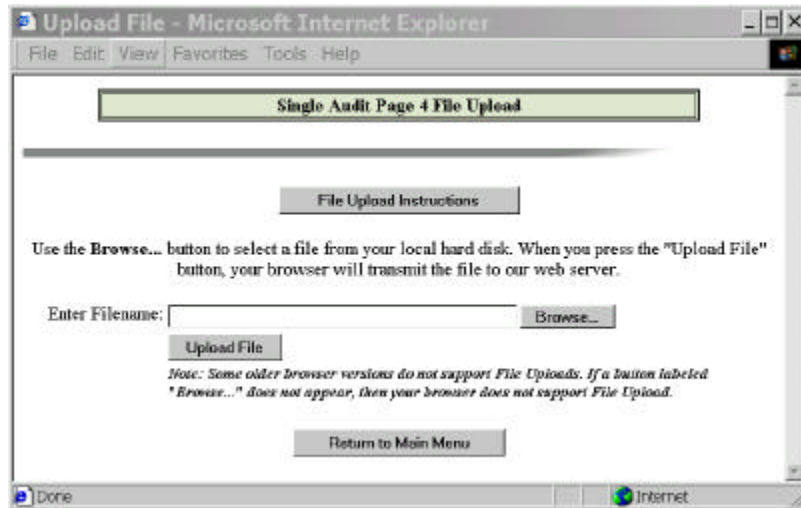 Upload File - Microsoft Internet Explorer
File Edit View Favorites Tools Help
Single Audit Page 4 File Upload
File Upload Instructions
Use the Browse... button to select a file from your local hard disk. When you press the "Upload File"
button, your browser will transmit the file to our web server.
Enter Filename: Browse...
Upload File
Note: Some older browser versions do not support File Uploads. If a button labeled
"Browse..." does not appear, then your browser does not support File Upload.
Return to Main Menu
Done Internet